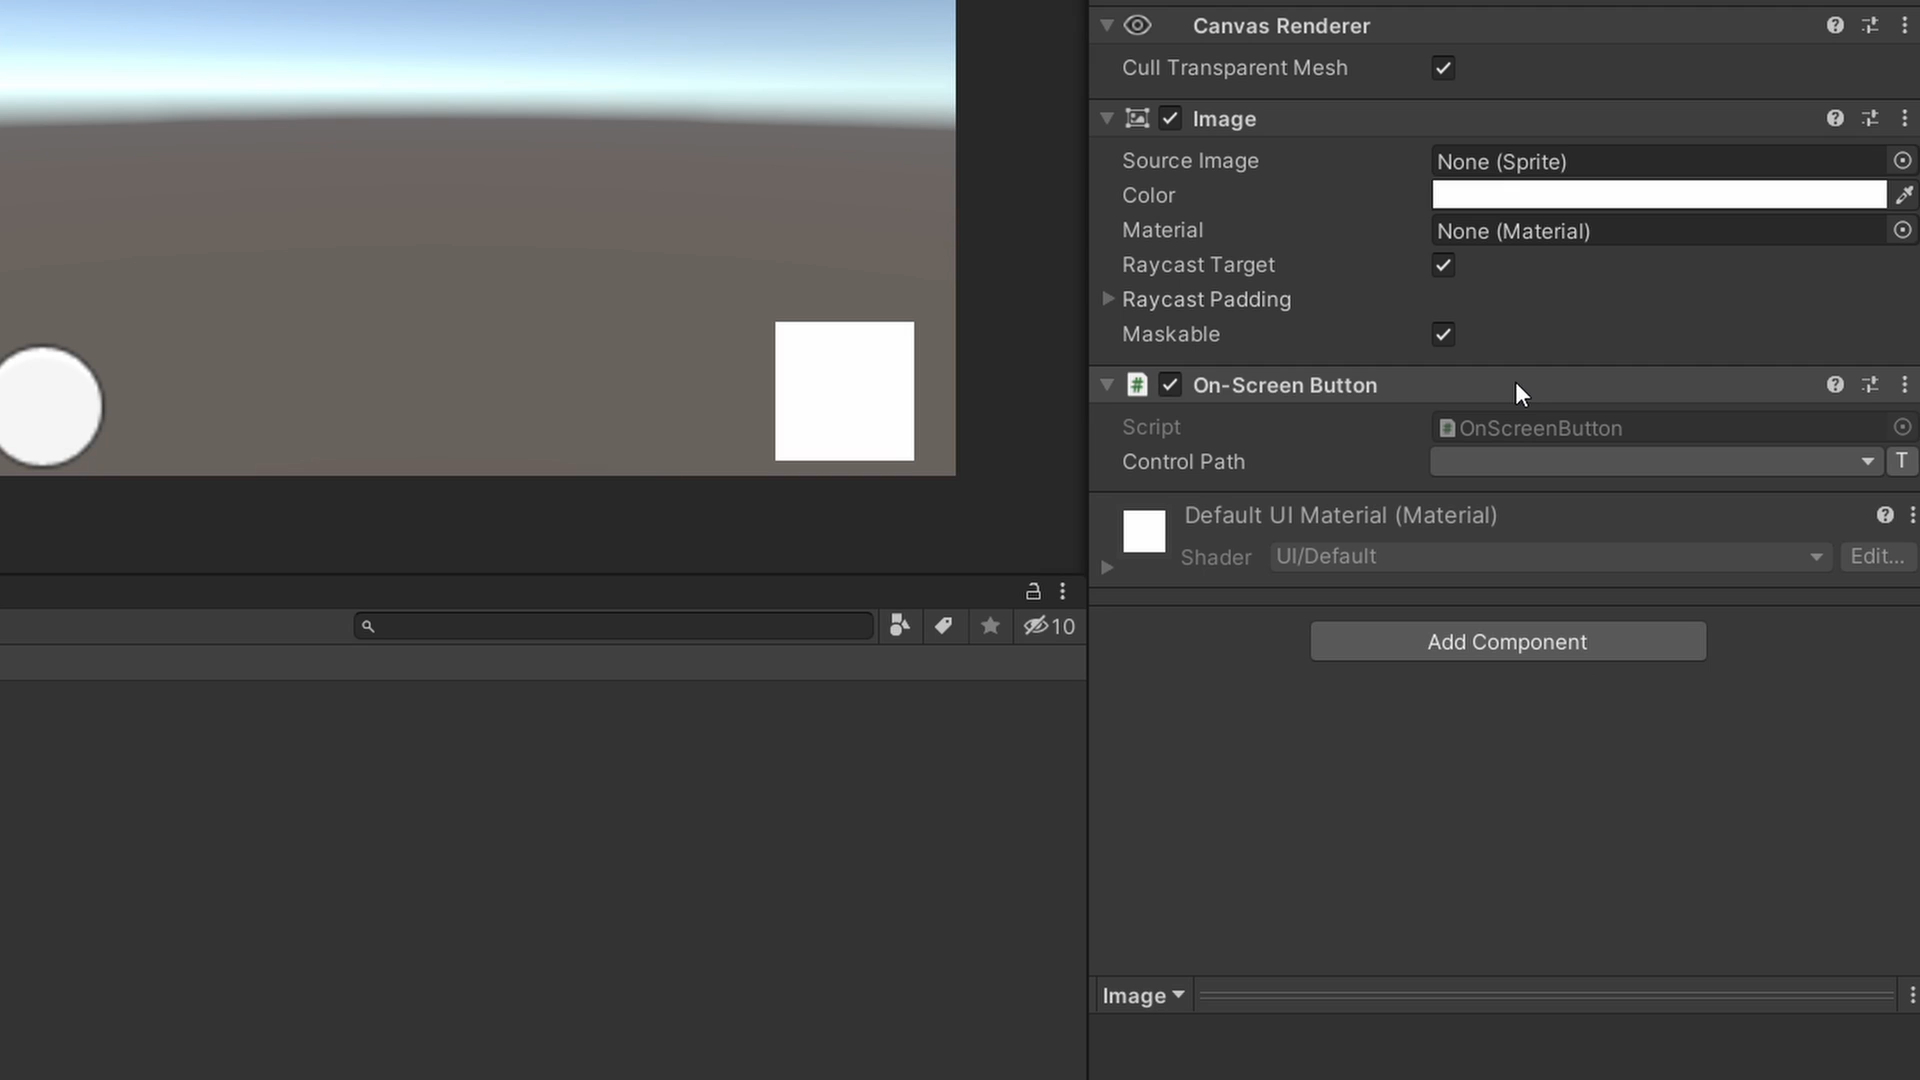 Canvas Renderer
Cull Transparent Mesh
Image
Source Image None (Sprite)
Color
Material None (Material)
Raycast Target
Raycast Padding
Maskable
On-Screen Button
Script OnScreenButton
Control Path T
Default UI Material (Material)
Shader UI/Default Edit...
10
Add Component
Image